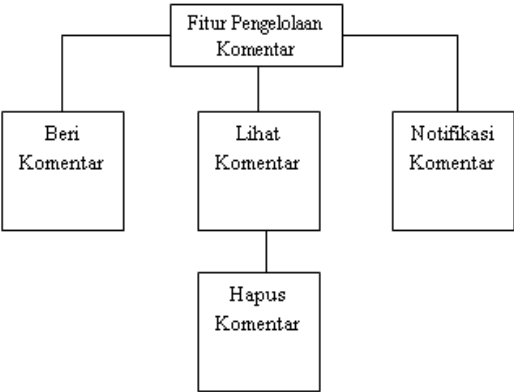 Fitur Pengelolaan
Komentar
Beri
Komentar
Lihat
Komentar
Notifikasi
Komentar
Hapus
Komentar